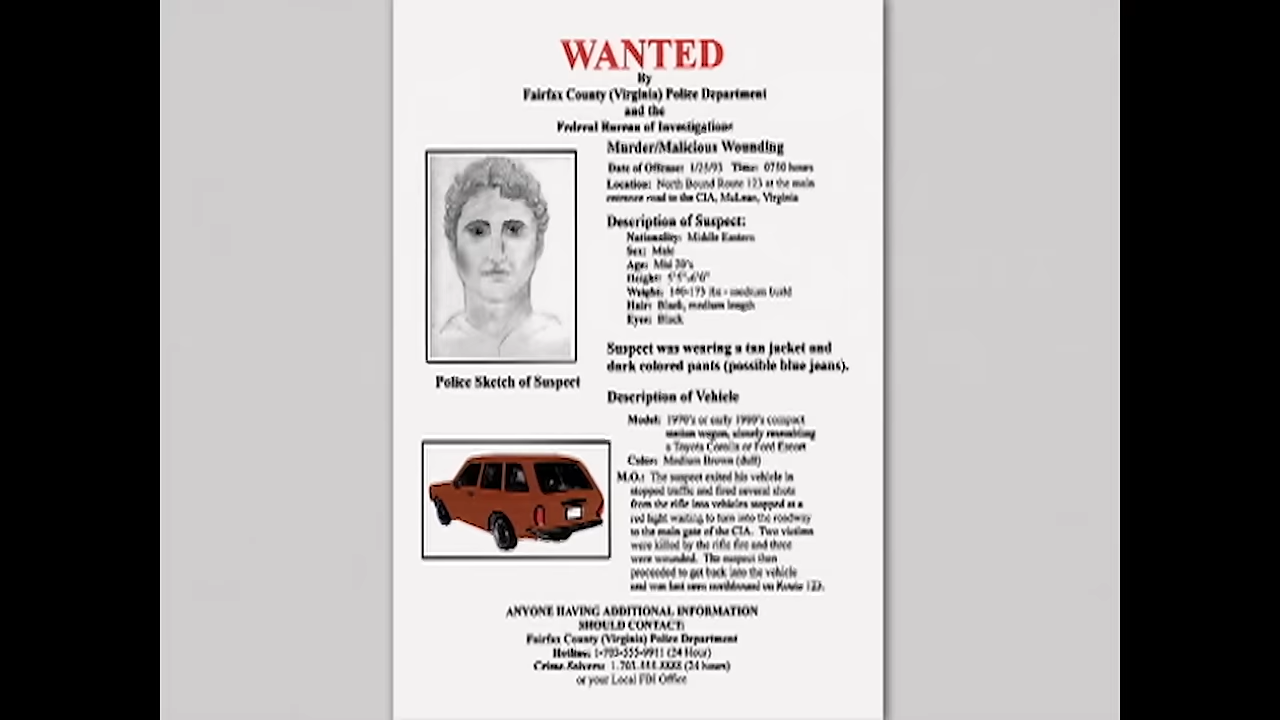 WANTED
By
Fairfax County (Virginia) Police Department
and the
Federal Bureau of Investigations
Murder/Malicious Wounding
Date of Offense: 1/25/93 Time: 0750 hours
Location: North Bound Route 123 at the main
entrance road to the CIA, McLean, Virginia
Description of Suspect:
Nationality: Middle Eastern
Sex: Male
Age: Mid 20's
Height:
Weight: lbs - medium build
Hair: Black, medium length
Eyes: Black
Suspect was wearing a tan jacket and
dark colored pants (possible blue jeans).
Police Sketch of Suspect
Description of Vehicle
Model: 1970's or early 1980's compact
station wagon, closely resembling
a Toyota Corolla or Ford Escort
Color: Medium Brown (dull)
M.O.: The suspect exited his vehicle in
stopped traffic and fired several shots
from the rifle into vehicles stopped at a
red light waiting to turn into the roadway
to the main gate of the CIA. Two victims
were killed by the rifle fire and three
were wounded. The suspect then
proceeded to get back into the vehicle
and was last seen northbound on Route 123.
ANYONE HAVING ADDITIONAL INFORMATION
SHOULD CONTACT:
Fairfax County (Virginia) Police Department
Hotline: 1-703-555-9911 (24 Hour)
Crime Solvers: (24 hours)
or your Local FBI Office